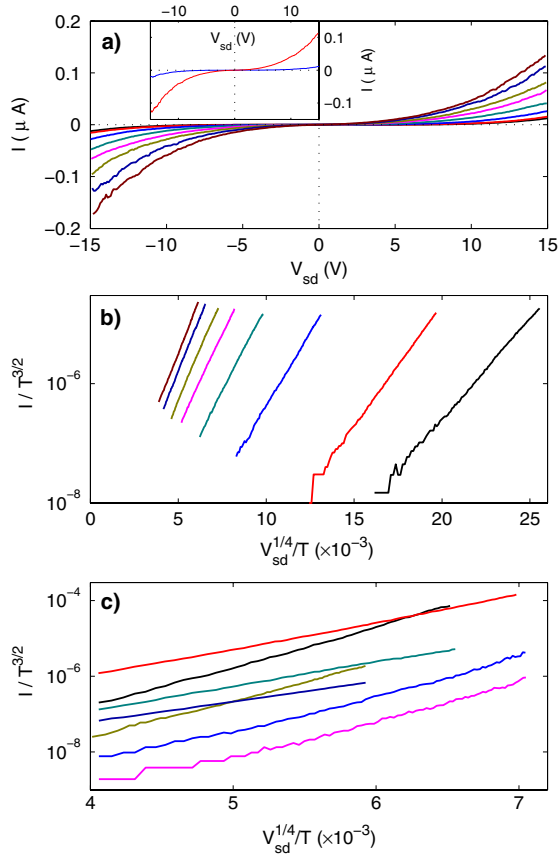 −10 0 10
V_sd (V)
a)
0.1
0
−0.1
I ( μ A)
0.2
0.1
0
−0.1
−0.2
I ( μ A)
−15 −10 −5 0 5 10 15
V_sd (V)
b)
10^−6
10^−8
I / T^3/2
0 5 10 15 20 25
V_sd^1/4/T (×10^−3)
c)
10^−4
10^−6
10^−8
I / T^3/2
4 5 6 7
V_sd^1/4/T (×10^−3)